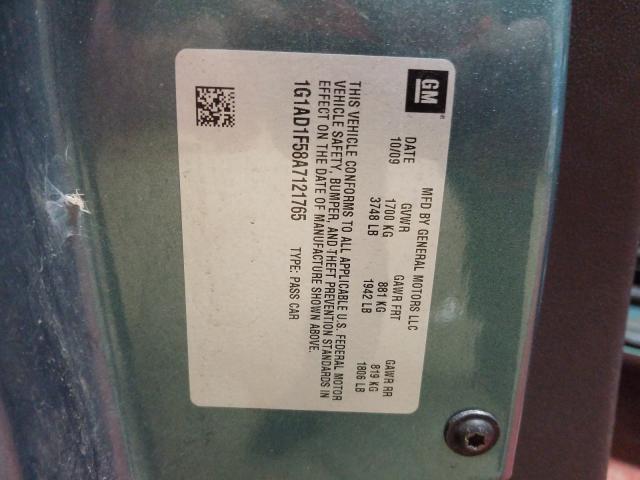 GM
MFD BY GENERAL MOTORS LLC
DATE GVWR GAWR FRT GAWR RR
10/09 1700 KG 881 KG 819 KG
3748 LB 1942 LB 1806 LB
THIS VEHICLE CONFORMS TO ALL APPLICABLE U.S. FEDERAL MOTOR
VEHICLE SAFETY, BUMPER, AND THEFT PREVENTION STANDARDS IN
EFFECT ON THE DATE OF MANUFACTURE SHOWN ABOVE.
1G1AD1F58A7121765 TYPE: PASS CAR